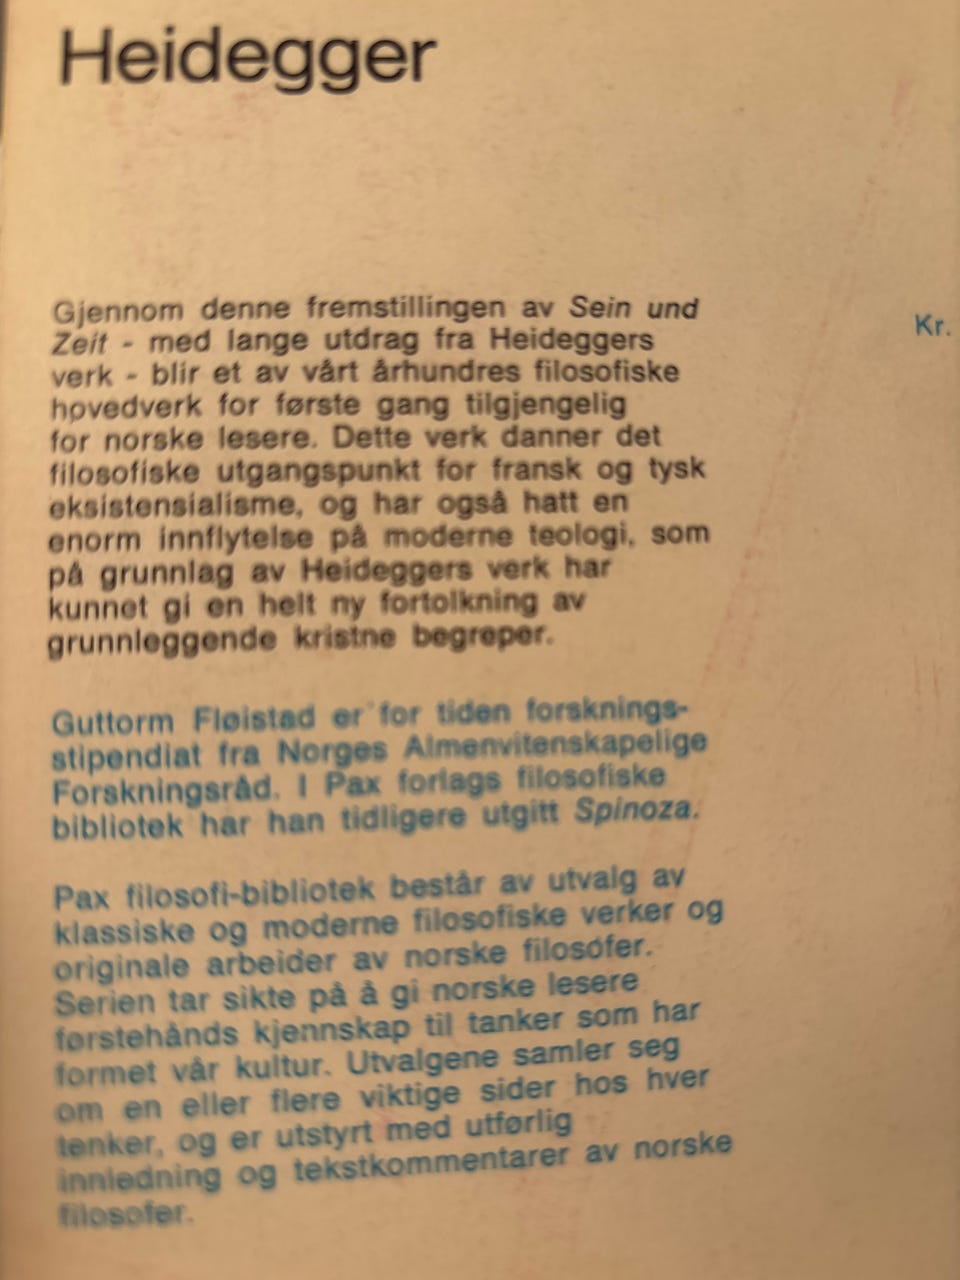 Heidegger
Gjennom denne fremstillingen av Sein und
Zeit - med lange utdrag fra Heideggers
verk - blir et av vårt århundres filosofiske
hovedverk for første gang tilgjengelig
for norske lesere. Dette verk danner det
filosofiske utgangspunkt for fransk og tysk
eksistensialisme, og har også hatt en
enorm innflytelse på moderne teologi, som
på grunnlag av Heideggers verk har
kunnet gi en helt ny fortolkning av
grunnleggende kristne begreper.
Kr.
Guttorm Fløistad er for tiden forsknings-
stipendiat fra Norges Almenvitenskapelige
Forskningsråd. I Pax forlags filosofiske
bibliotek har han tidligere utgitt Spinoza.
Pax filosofi-bibliotek består av utvalg av
klassiske og moderne filosofiske verker og
originale arbeider av norske filosofer.
Serien tar sikte på å gi norske lesere
førstehånds kjennskap til tanker som har
formet vår kultur. Utvalgene samler seg
om en eller flere viktige sider hos hver
tenker, og er utstyrt med utførlig
innledning og tekstkommentarer av norske
filosofer.